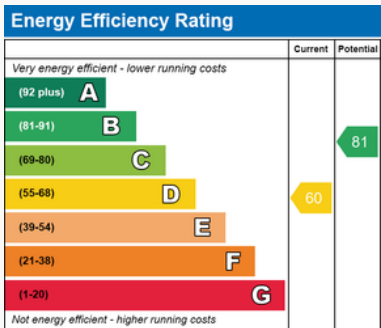 Energy Efficiency Rating
Current Potential
Very energy efficient - lower running costs
(92 plus) A
(81-91) B
(69-80) C
(55-68) D
(39-54) E
(21-38) F
(1-20) G
81
60
Not energy efficient - higher running costs